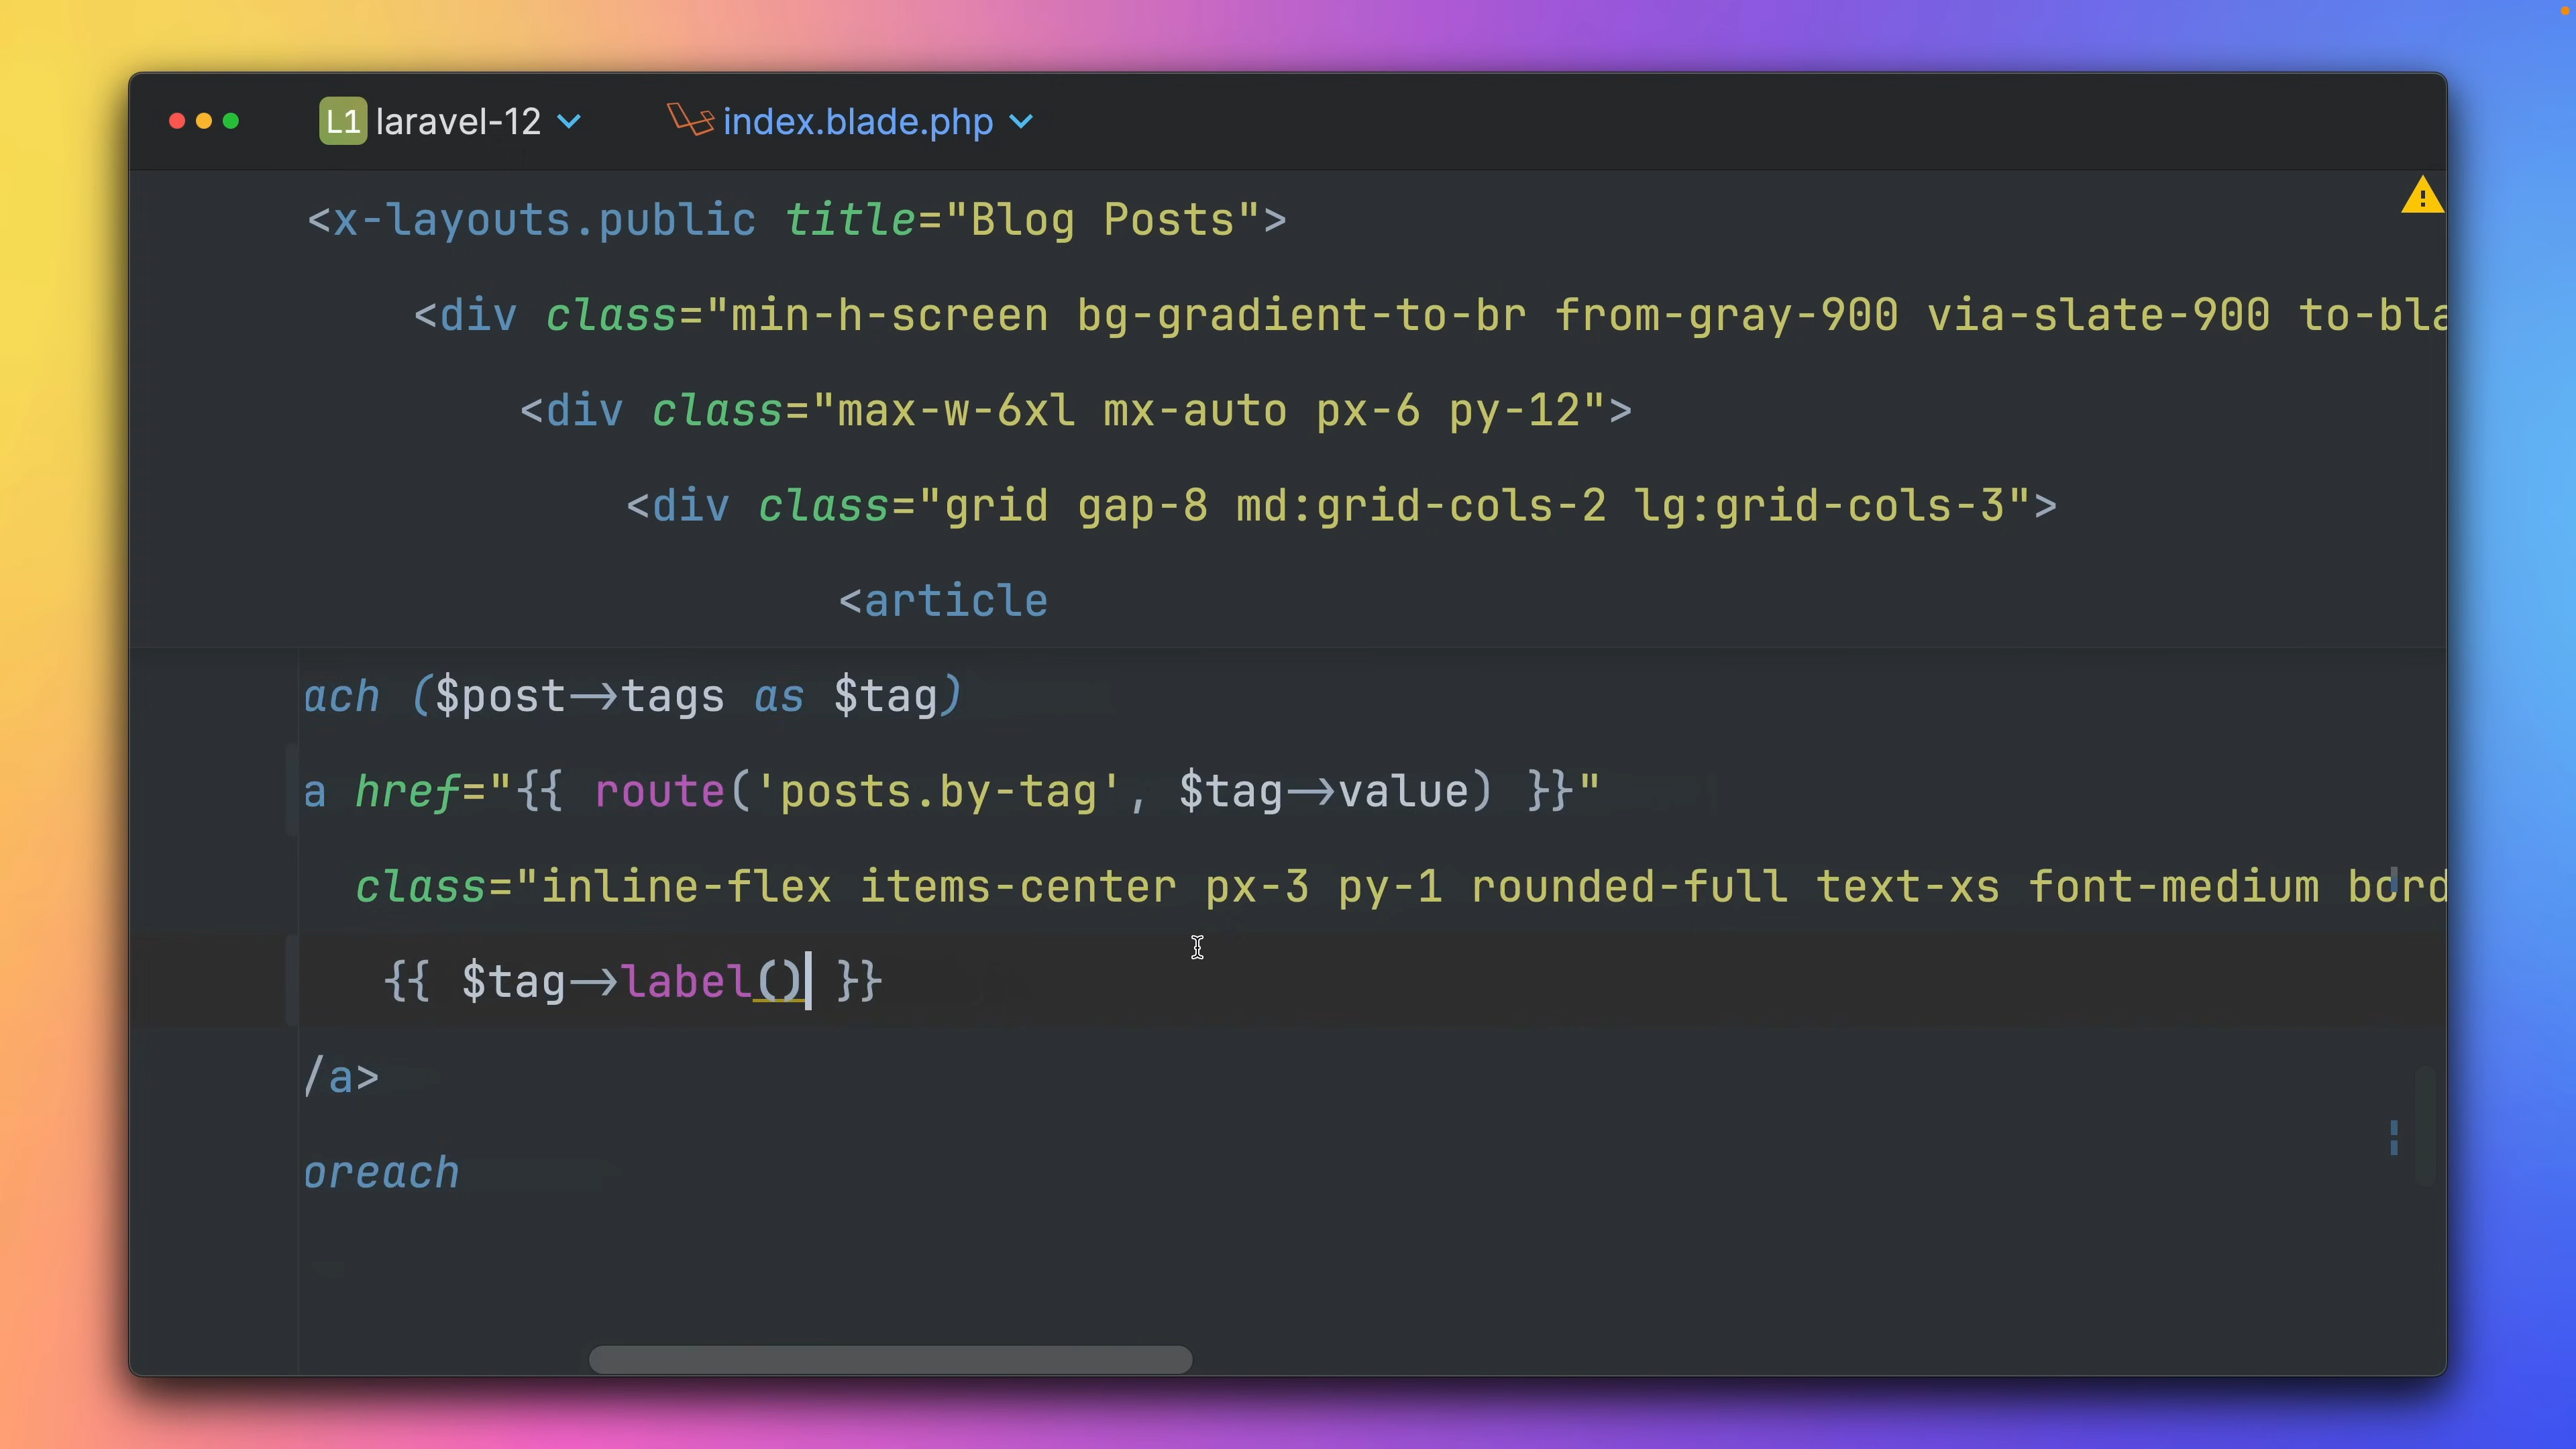 L1 laravel-12 index.blade.php
<x-layouts.public title="Blog Posts">
<div class="min-h-screen bg-gradient-to-br from-gray-900 via-slate-900 to-bla
<div class="max-w-6xl mx-auto px-6 py-12">
<div class="grid gap-8 md:grid-cols-2 lg:grid-cols-3">
<article
ach ($post->tags as $tag)
a href="{{ route('posts.by-tag', $tag->value) }}"
class="inline-flex items-center px-3 py-1 rounded-full text-xs font-medium bord
{{ $tag->label() }}
/a>
oreach